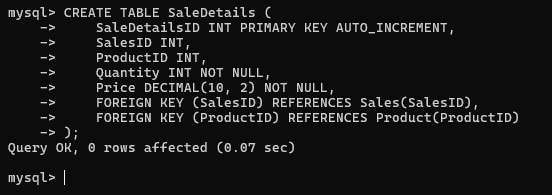 mysql> CREATE TABLE SaleDetails (
    ->     SaleDetailsID INT PRIMARY KEY AUTO_INCREMENT,
    ->     SalesID INT,
    ->     ProductID INT,
    ->     Quantity INT NOT NULL,
    ->     Price DECIMAL(10, 2) NOT NULL,
    ->     FOREIGN KEY (SalesID) REFERENCES Sales(SalesID),
    ->     FOREIGN KEY (ProductID) REFERENCES Product(ProductID)
    -> );
Query OK, 0 rows affected (0.07 sec)
mysql>